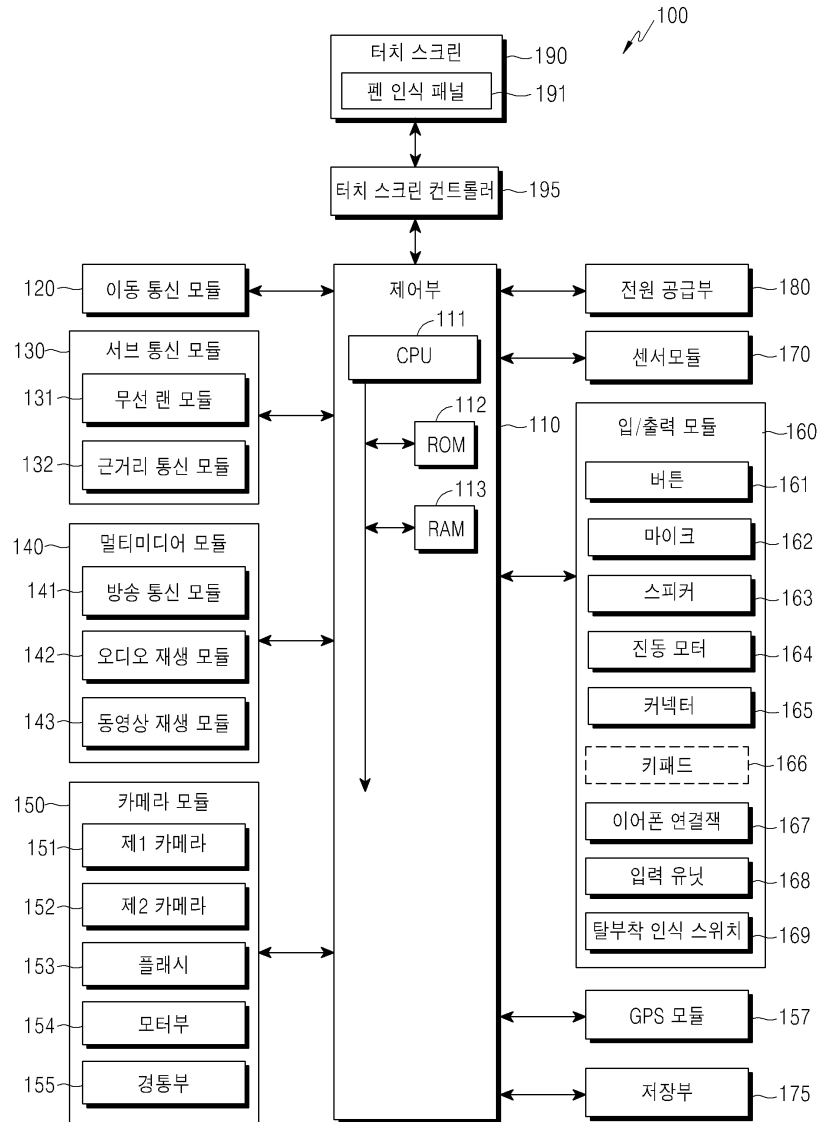 100
터치 스크린
190
펜 인식 패널
191
터치 스크린 컨트롤러
195
120
이동 통신 모듈
130
서브 통신 모듈
131
무선 랜 모듈
132
근거리 통신 모듈
140
멀티미디어 모듈
141
방송 통신 모듈
142
오디오 재생 모듈
143
동영상 재생 모듈
150
카메라 모듈
151
제1 카메라
152
제2 카메라
153
플래시
154
모터부
155
경통부
제어부
111
CPU
112
ROM
113
RAM
110
전원 공급부
180
센서모듈
170
입/출력 모듈
160
버튼
161
마이크
162
스피커
163
진동 모터
164
커넥터
165
키패드
166
이어폰 연결잭
167
입력 유닛
168
탈부착 인식 스위치
169
GPS 모듈
157
저장부
175